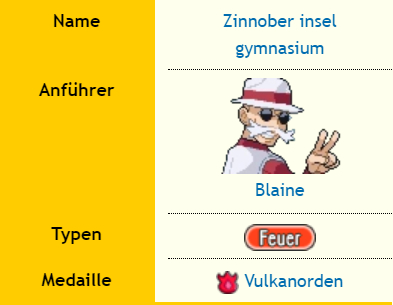 Name
Zinnober insel
gymnasium
Anführer
Blaine
Typen
Feuer
Medaille
Vulkanorden